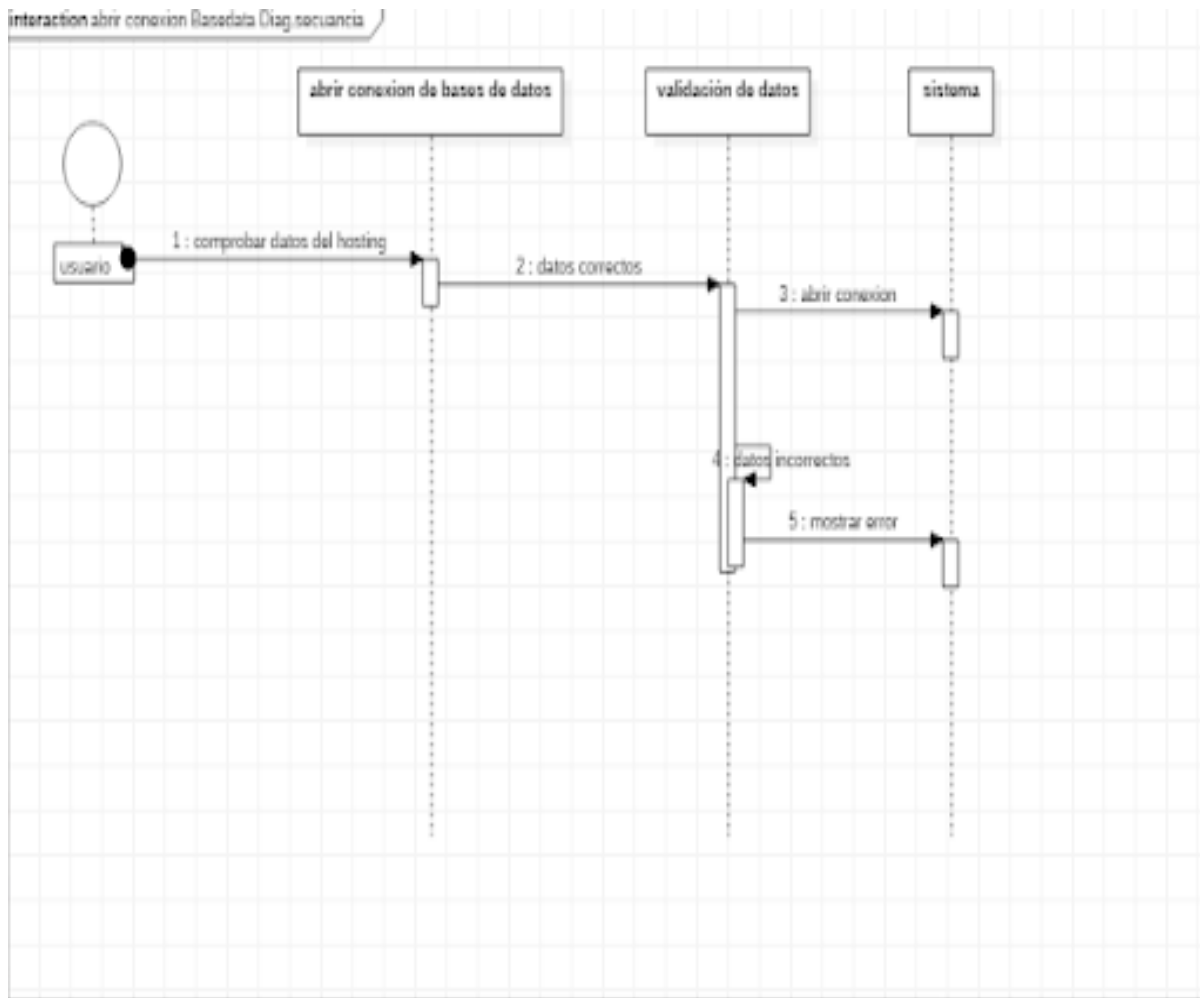 interaction abrir conexion Basedata Diag.secuancia
abrir conexion de bases de datos
validación de datos
sistema
usuario
1 : comprobar datos del hosting
2 : datos correctos
3 : abrir conexion
4 : datos incorrectos
5 : mostrar error